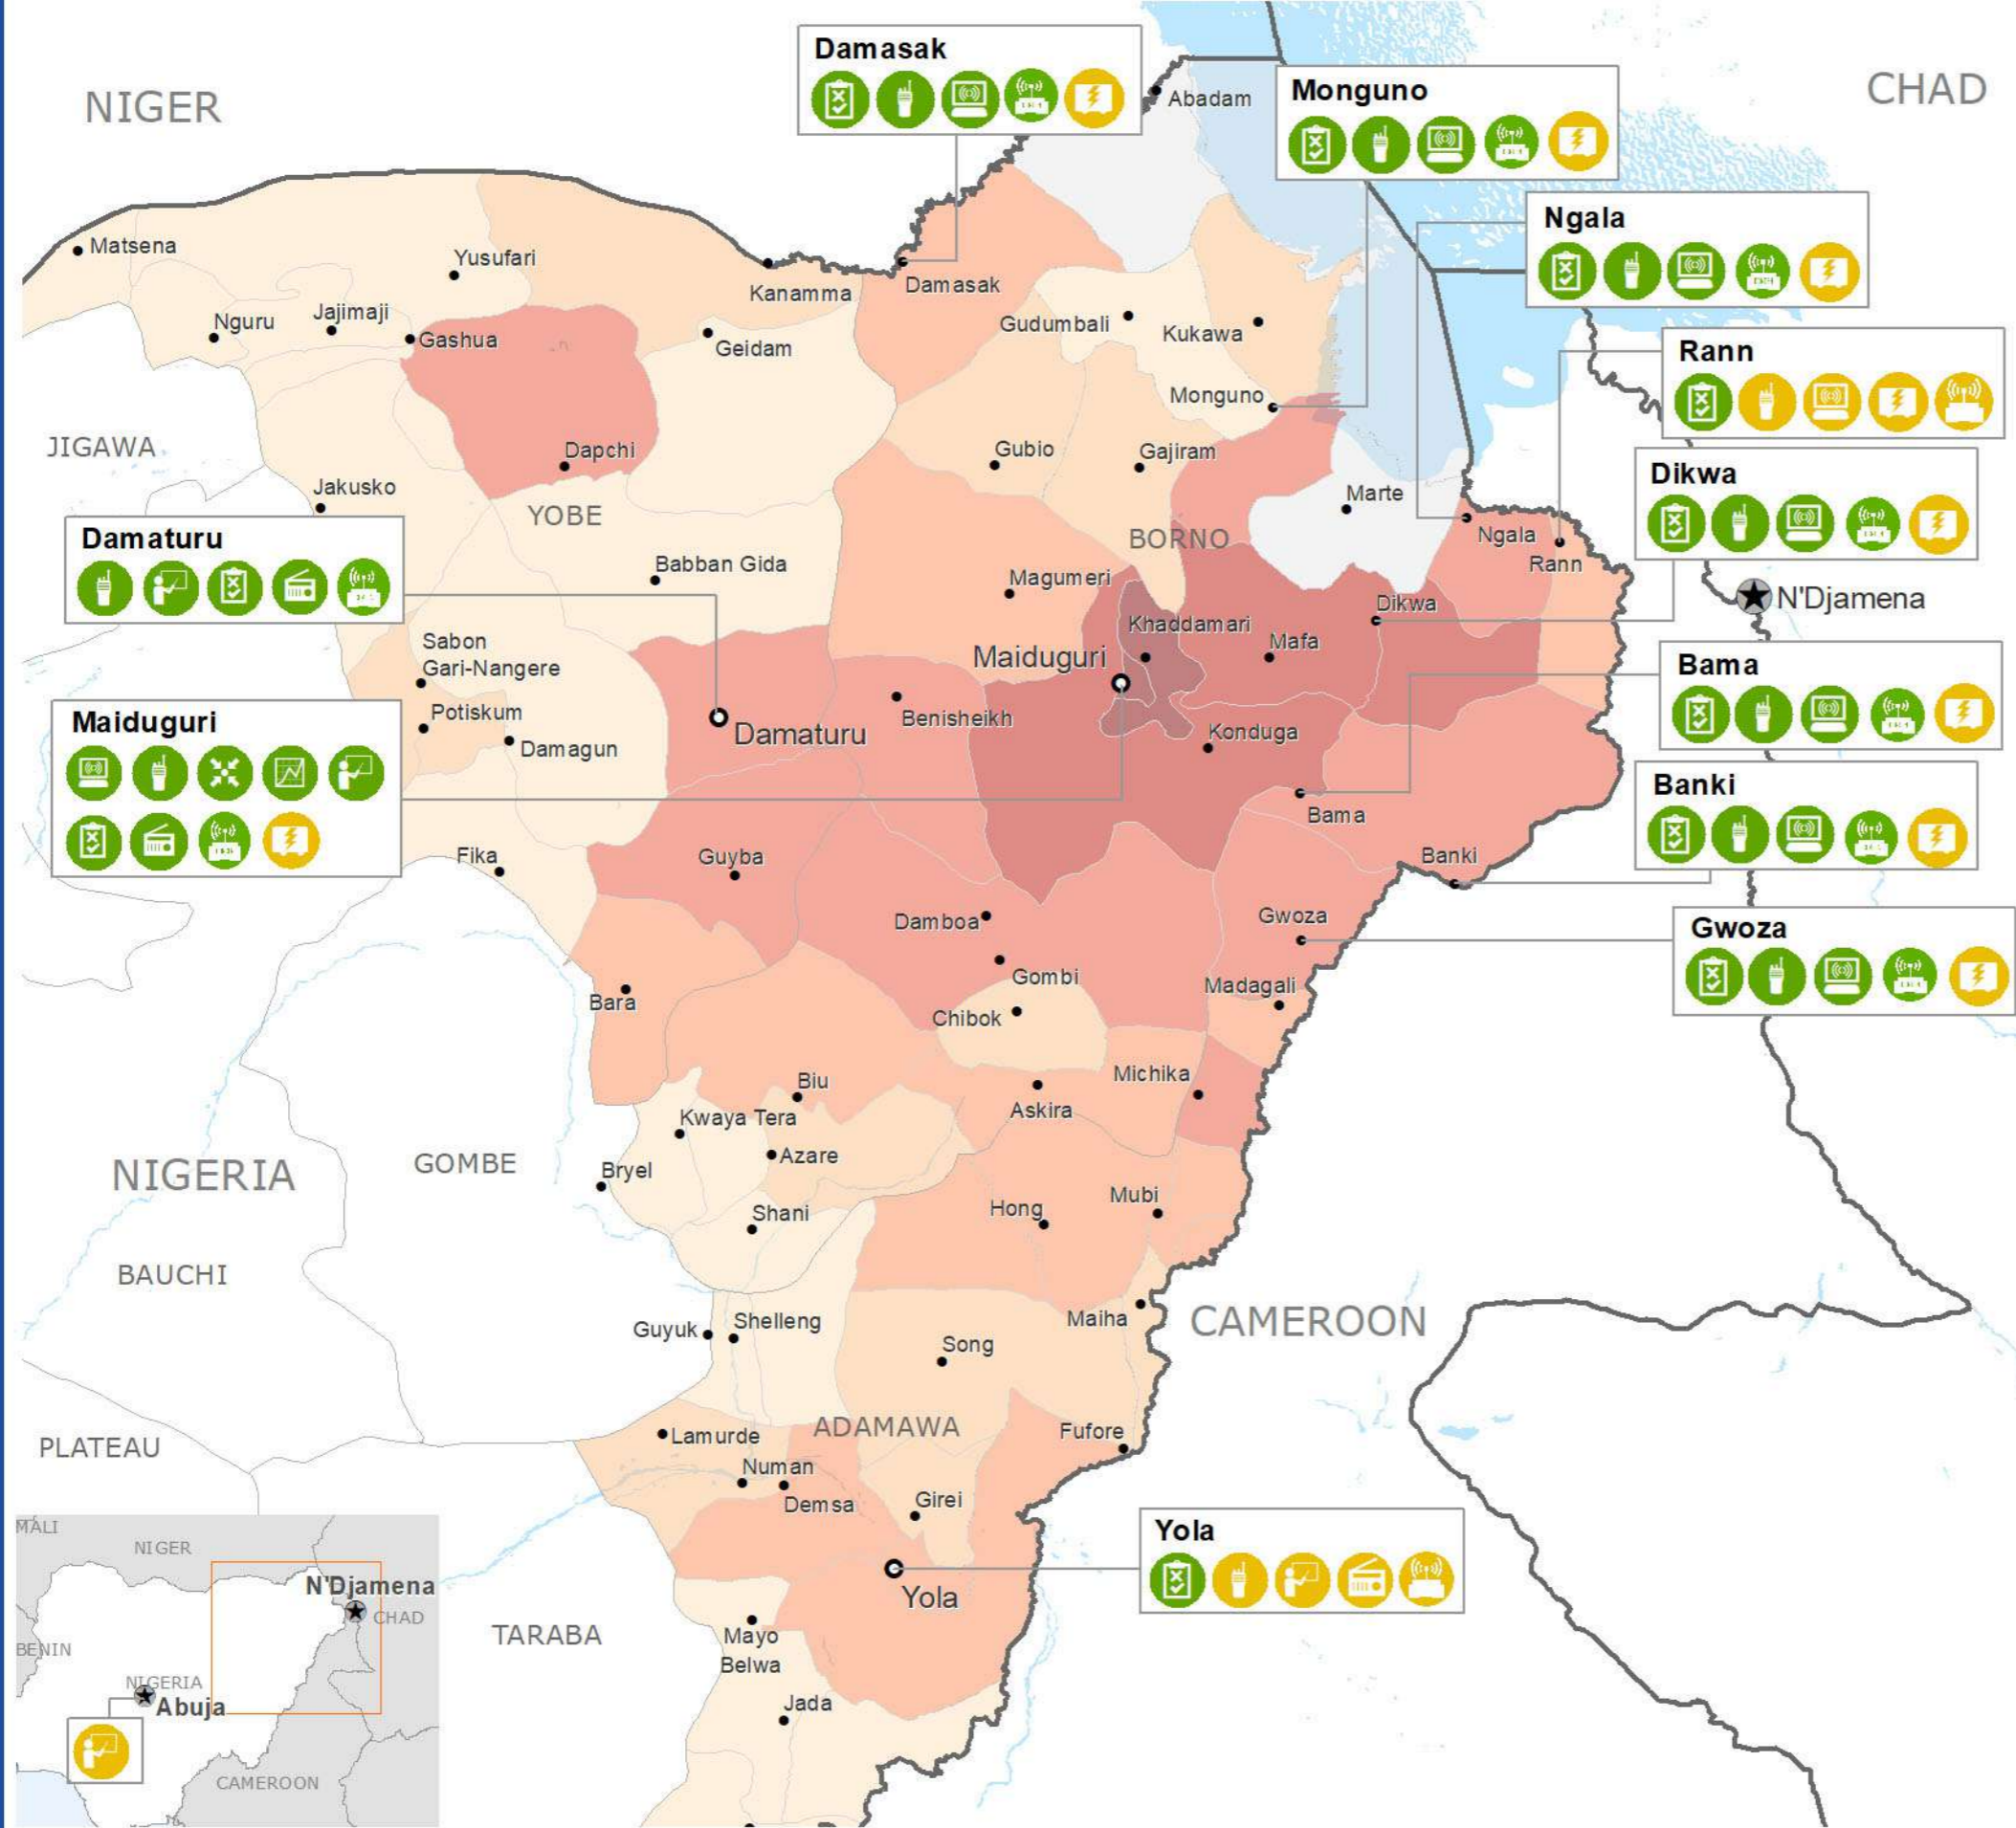 Damasak
NIGER
Abadam
Monguno
CHAD
Ngala
Matsena
Yusufari
Kanamma
Damasak
Nguru
Jajimaji
Gashua
Geidam
Gudumbali
Kukawa
Rann
Monguno
JIGAWA
Dapchi
Gubio
Gajiram
Dikwa
Jakusko
YOBE
Marte
BORNO
Ngala
Rann
Damaturu
Babban Gida
Magumeri
Dikwa
N'Djamena
Khaddamari
Mafa
Sabon
Gari-Nangere
Maiduguri
Bama
Potiskum
Damagun
Damaturu
Benisheikh
Konduga
Maiduguri
Bama
Banki
Fika
Guyba
Banki
Damboa
Gwoza
Gwoza
Gombi
Madagali
Bara
Chibok
Biu
Michika
Askira
Kwaya Tera
Azare
NIGERIA
GOMBE
Bryel
Hong
Mubi
Shani
BAUCHI
Maiha
CAMEROON
Guyuk
Shelleng
Song
PLATEAU
Lamurde
ADAMAWA
Fufore
Numan
Demsa
Girei
Yola
Yola
TARABA
Mayo
Belwa
Jada
MALI
NIGER
N'Djamena
CHAD
BENIN
NIGERIA
Abuja
CAMEROON